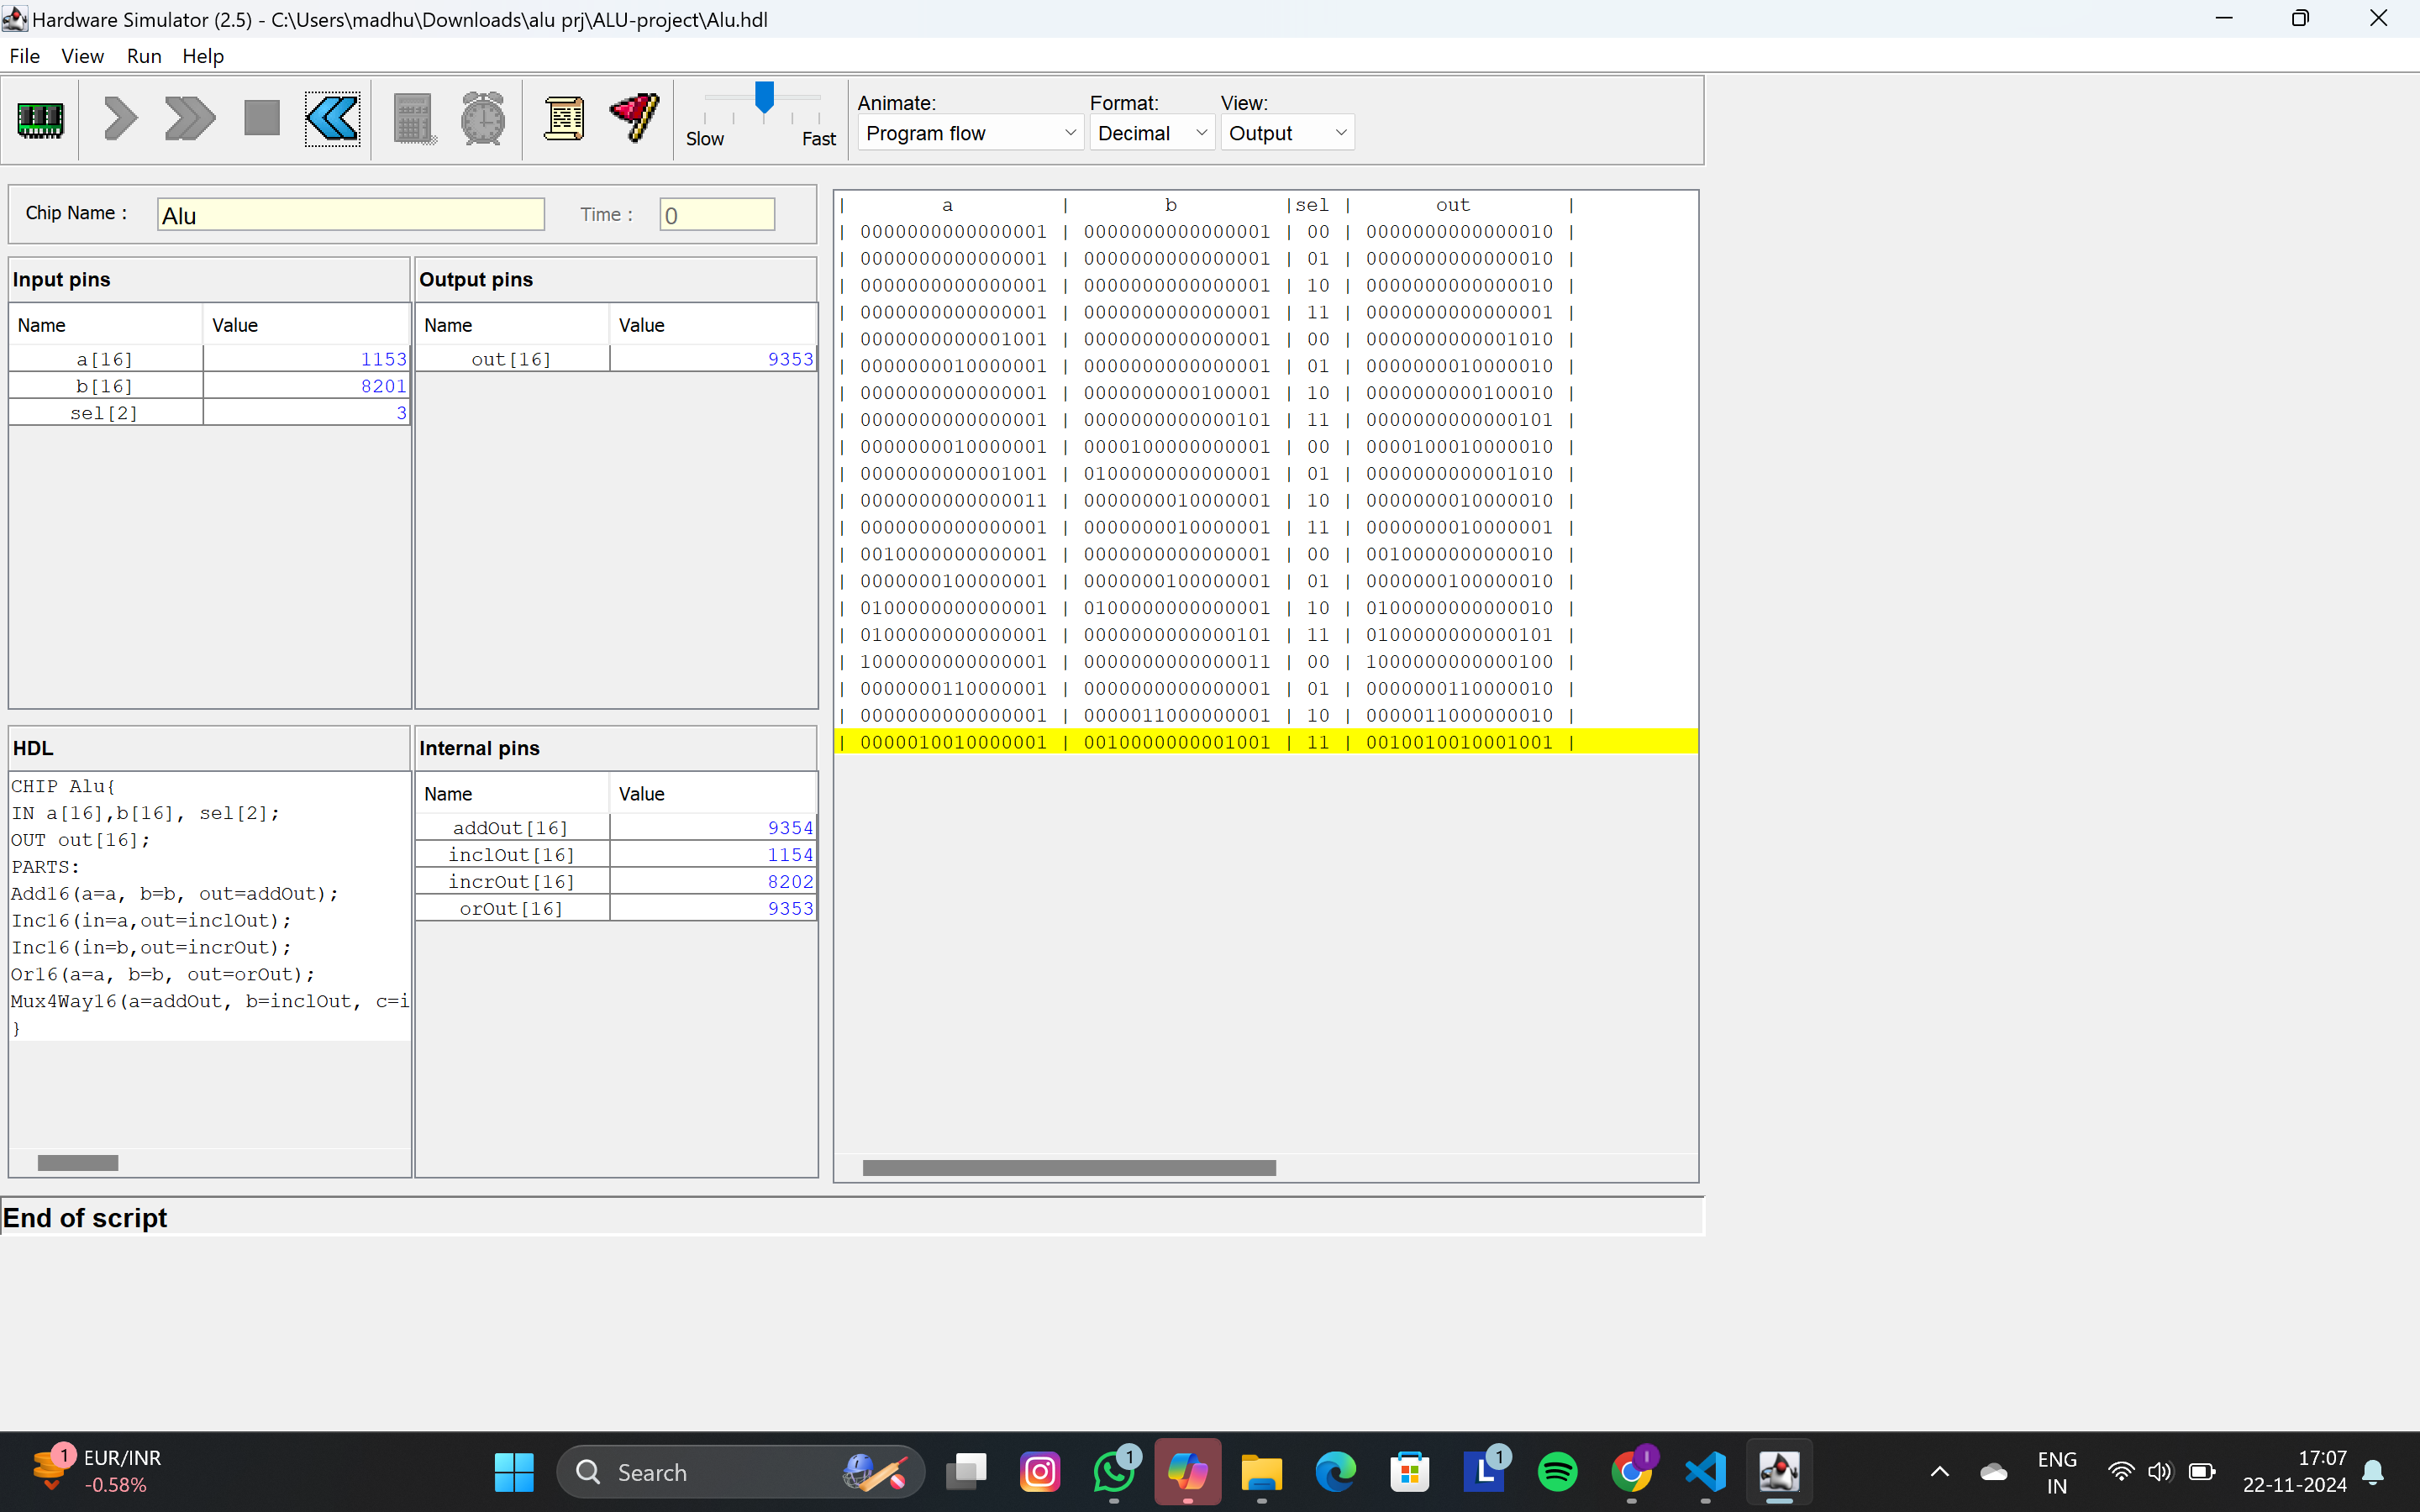 Hardware Simulator (2.5) - C:\Users\madhu\Downloads\alu prj\ALU-project\Alu.hdl
File View Run Help
Slow Fast
Animate: Format: View:
Program flow Decimal Output
Chip Name : Alu Time : 0
Input pins
Name Value
a[16] 1153
b[16] 8201
sel[2] 3
Output pins
Name Value
out[16] 9353
HDL
CHIP Alu{
IN a[16],b[16], sel[2];
OUT out[16];
PARTS:
Add16(a=a, b=b, out=addOut);
Inc16(in=a,out=inclOut);
Inc16(in=b,out=incrOut);
Or16(a=a, b=b, out=orOut);
Mux4Way16(a=addOut, b=inclOut, c=i
}
Internal pins
Name Value
addOut[16] 9354
inclOut[16] 1154
incrOut[16] 8202
orOut[16] 9353
| a | b |sel | out |
| 0000000000000001 | 0000000000000001 | 00 | 0000000000000010 |
| 0000000000000001 | 0000000000000001 | 01 | 0000000000000010 |
| 0000000000000001 | 0000000000000001 | 10 | 0000000000000010 |
| 0000000000000001 | 0000000000000001 | 11 | 0000000000000001 |
| 0000000000001001 | 0000000000000001 | 00 | 0000000000001010 |
| 0000000010000001 | 0000000000000001 | 01 | 0000000010000010 |
| 0000000000000001 | 0000000000100001 | 10 | 0000000000100010 |
| 0000000000000001 | 0000000000000101 | 11 | 0000000000000101 |
| 0000000010000001 | 0000100000000001 | 00 | 0000100010000010 |
| 0000000000001001 | 0100000000000001 | 01 | 0000000000001010 |
| 0000000000000011 | 0000000010000001 | 10 | 0000000010000010 |
| 0000000000000001 | 0000000010000001 | 11 | 0000000010000001 |
| 0010000000000001 | 0000000000000001 | 00 | 0010000000000010 |
| 0000000100000001 | 0000000100000001 | 01 | 0000000100000010 |
| 0100000000000001 | 0100000000000001 | 10 | 0100000000000010 |
| 0100000000000001 | 0000000000000101 | 11 | 0100000000000101 |
| 1000000000000001 | 0000000000000011 | 00 | 1000000000000100 |
| 0000000110000001 | 0000000000000001 | 01 | 0000000110000010 |
| 0000000000000001 | 0000011000000001 | 10 | 0000011000000010 |
| 0000010010000001 | 0010000000001001 | 11 | 0010010010001001 |
End of script
1 EUR/INR
-0.58%
Search
1
L 1
ENG
IN
17:07
22-11-2024